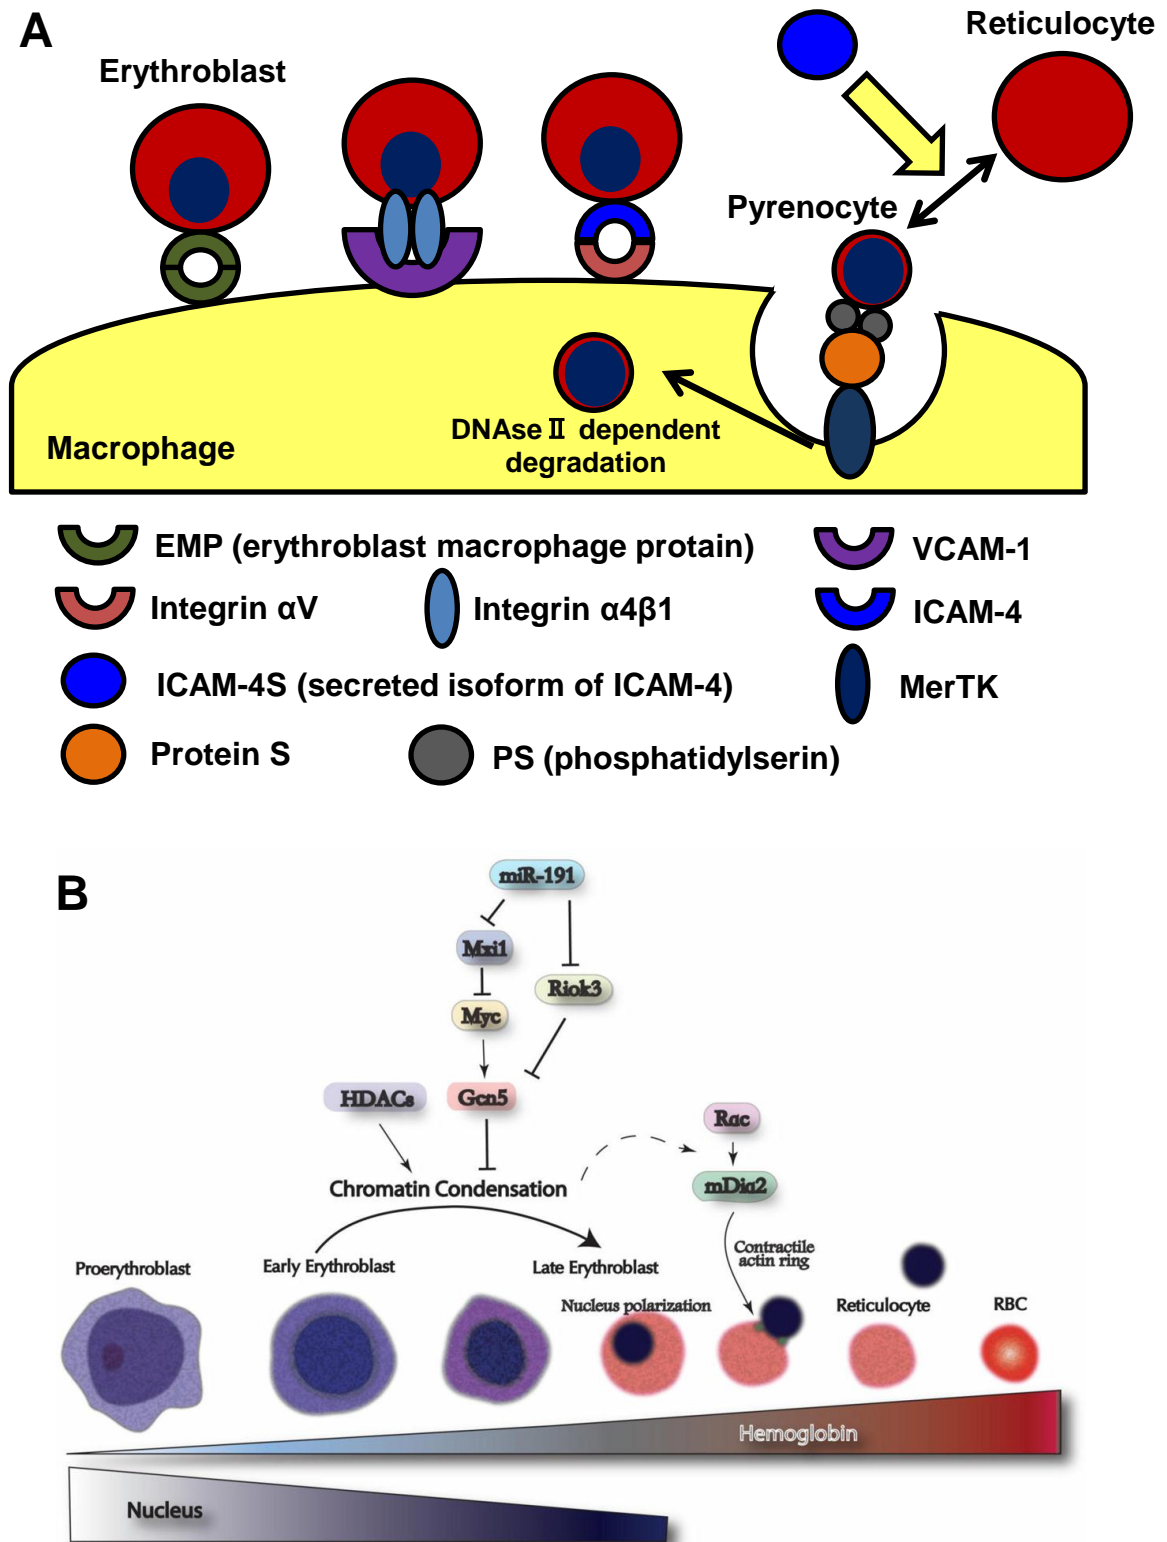 A
Reticulocyte
Erythroblast
Pyrenocyte
DNAse Ⅱ dependent
degradation
Macrophage
EMP (erythroblast macrophage protain)
VCAM-1
Integrin αV
Integrin α4β1
ICAM-4
ICAM-4S (secreted isoform of ICAM-4)
MerTK
Protein S
PS (phosphatidylserin)
B
miR-191
Mxi1
Riok3
Myc
HDACs
Gcn5
Rac
Chromatin Condensation
mDia2
Contractile
actin ring
Proerythroblast
Early Erythroblast
Late Erythroblast
Nucleus polarization
Reticulocyte
RBC
Hemoglobin
Nucleus